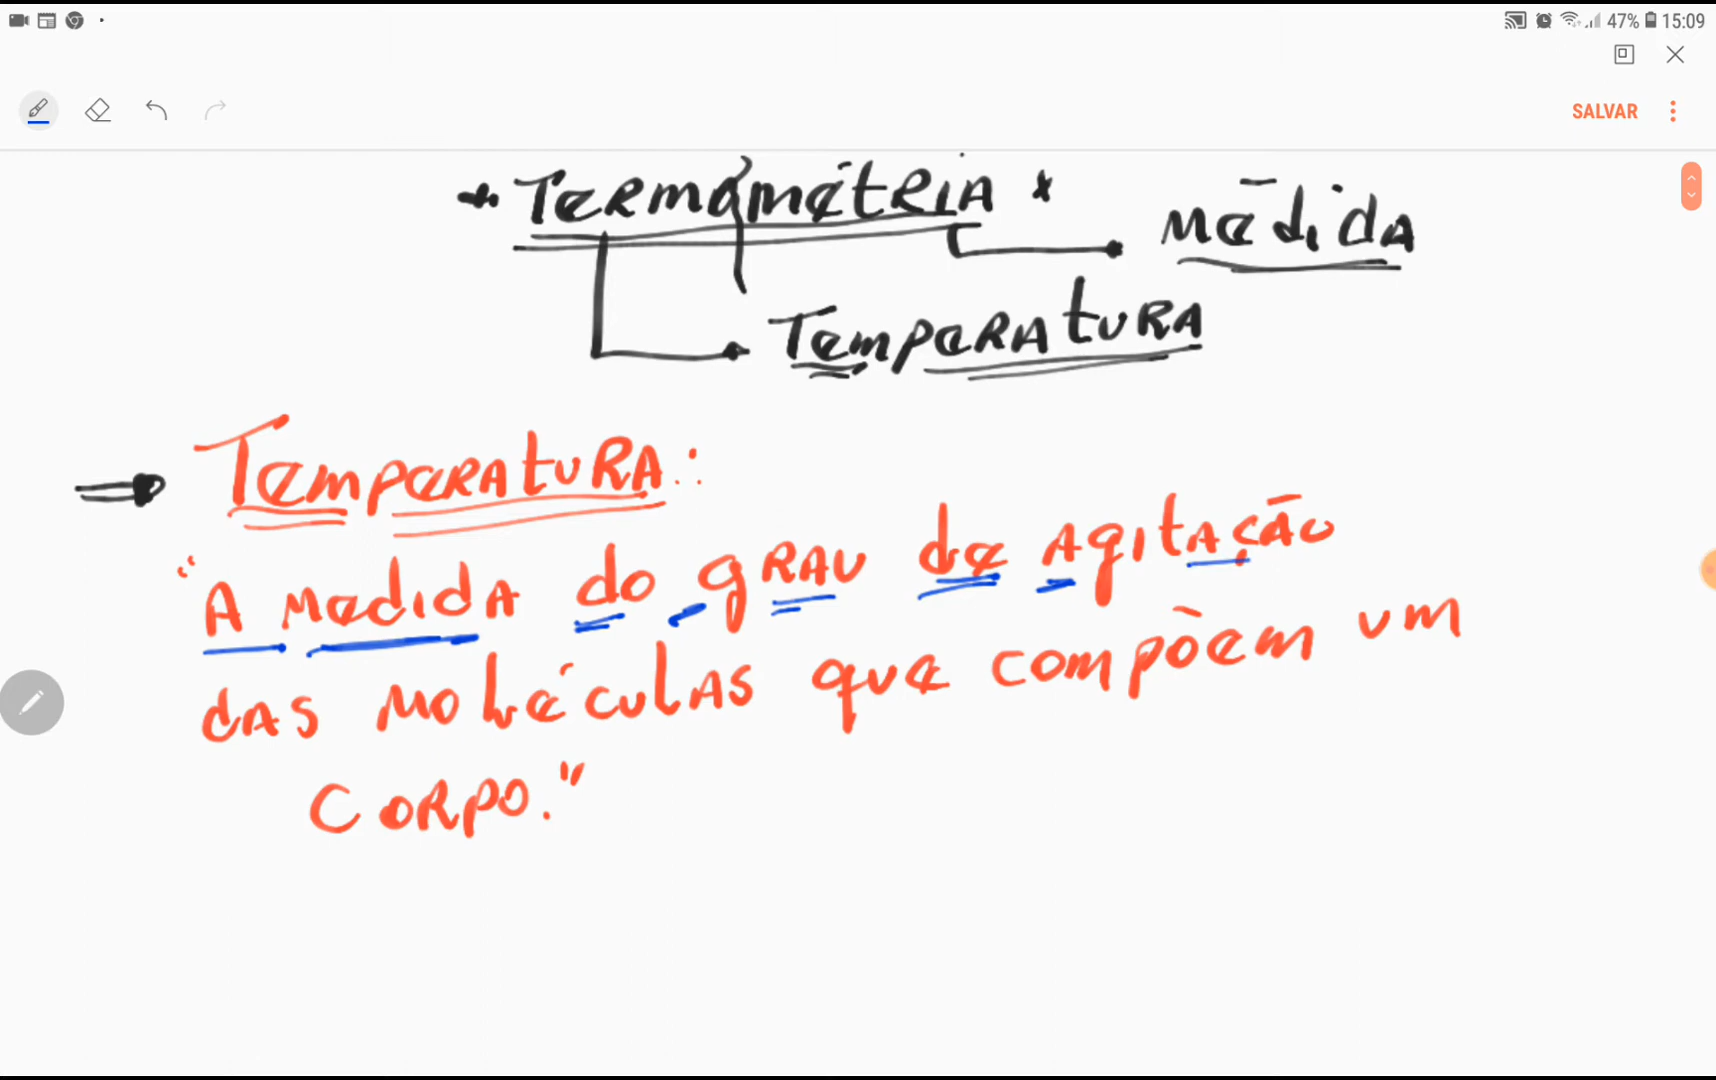 47% 15:09
SALVAR
Termometria
Medida
Temperatura
Temperatura:
"A medida do grau de agitação
das moléculas que compõem um
corpo."